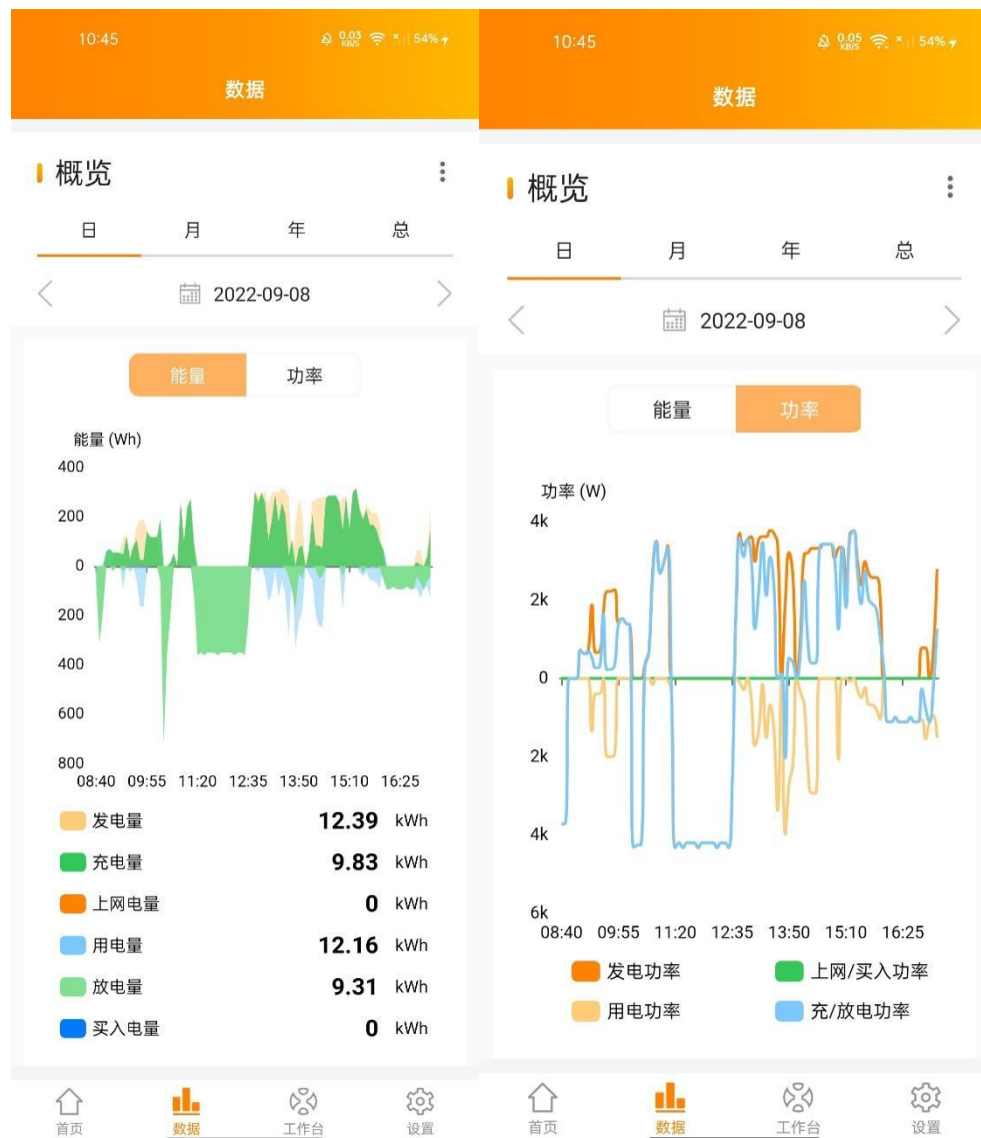 10:45
0.03
KB/S
54%
数据
概览
日 月 年 总
2022-09-08
能量 功率
能量 (Wh)
400
200
0
200
400
600
800
08:40 09:55 11:20 12:35 13:50 15:10 16:25
发电量 12.39 kWh
充电量 9.83 kWh
上网电量 0 kWh
用电量 12.16 kWh
放电量 9.31 kWh
买入电量 0 kWh
首页 数据 工作台 设置
10:45
0.05
KB/S
54%
数据
概览
日 月 年 总
2022-09-08
能量 功率
功率 (W)
4k
2k
0
2k
4k
6k
08:40 09:55 11:20 12:35 13:50 15:10 16:25
发电功率 上网/买入功率
用电功率 充/放电功率
首页 数据 工作台 设置